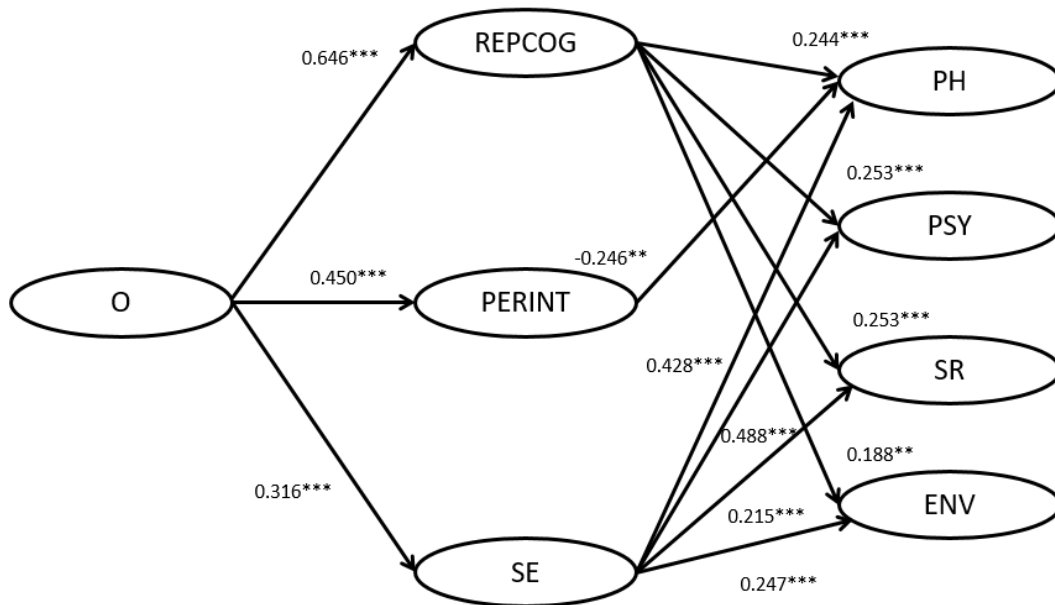 REPCOG
0.244***
0.646***
PH
0.253***
PSY
-0.246**
0.450***
O
PERINT
0.253***
0.428***
SR
0.488***
0.188**
0.316***
ENV
0.215***
SE
0.247***